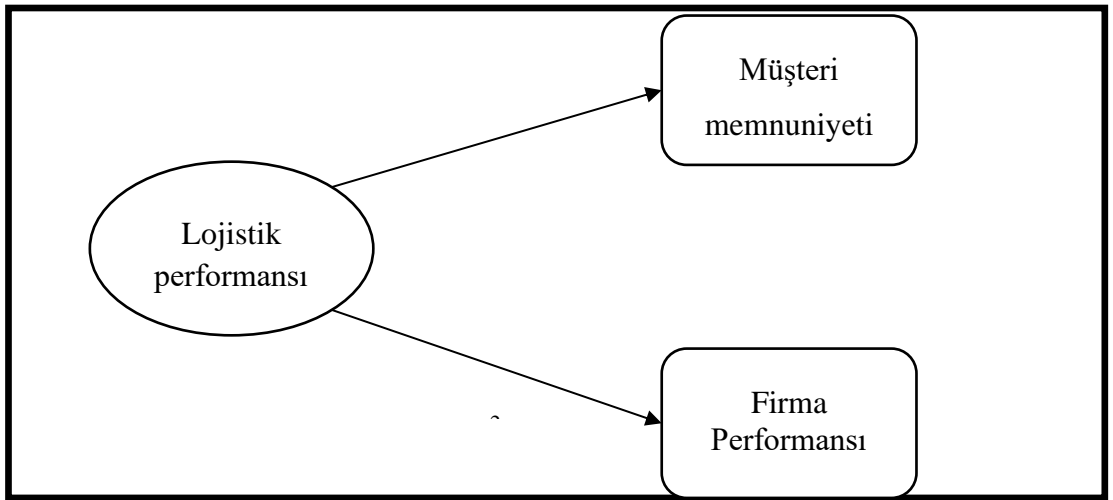 Müşteri
memnuniyeti
Lojistik
performansı
Firma
Performansı